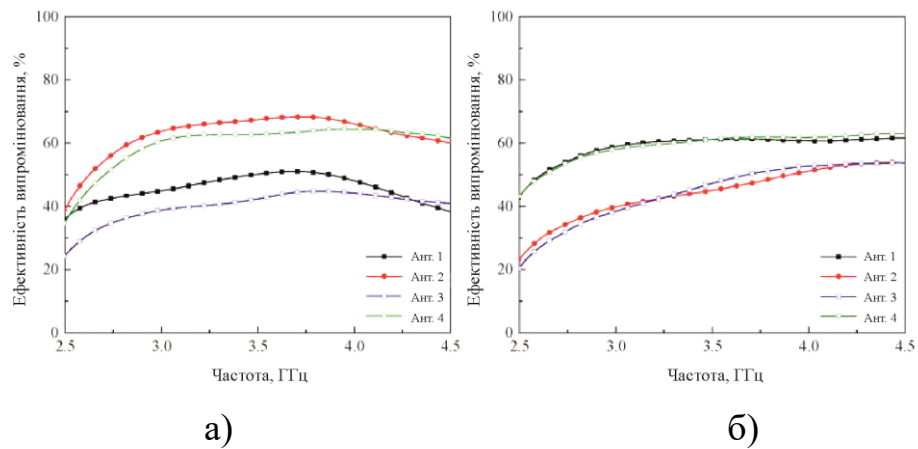 100
80
60
40
20
0
Ефективність випромінювання, %
Ант. 1
Ант. 2
Ант. 3
Ант. 4
2.5 3.0 3.5 4.0 4.5
Частота, ГГц
а)
100
80
60
40
20
0
Ефективність випромінювання, %
Ант. 1
Ант. 2
Ант. 3
Ант. 4
2.5 3.0 3.5 4.0 4.5
Частота, ГГц
б)